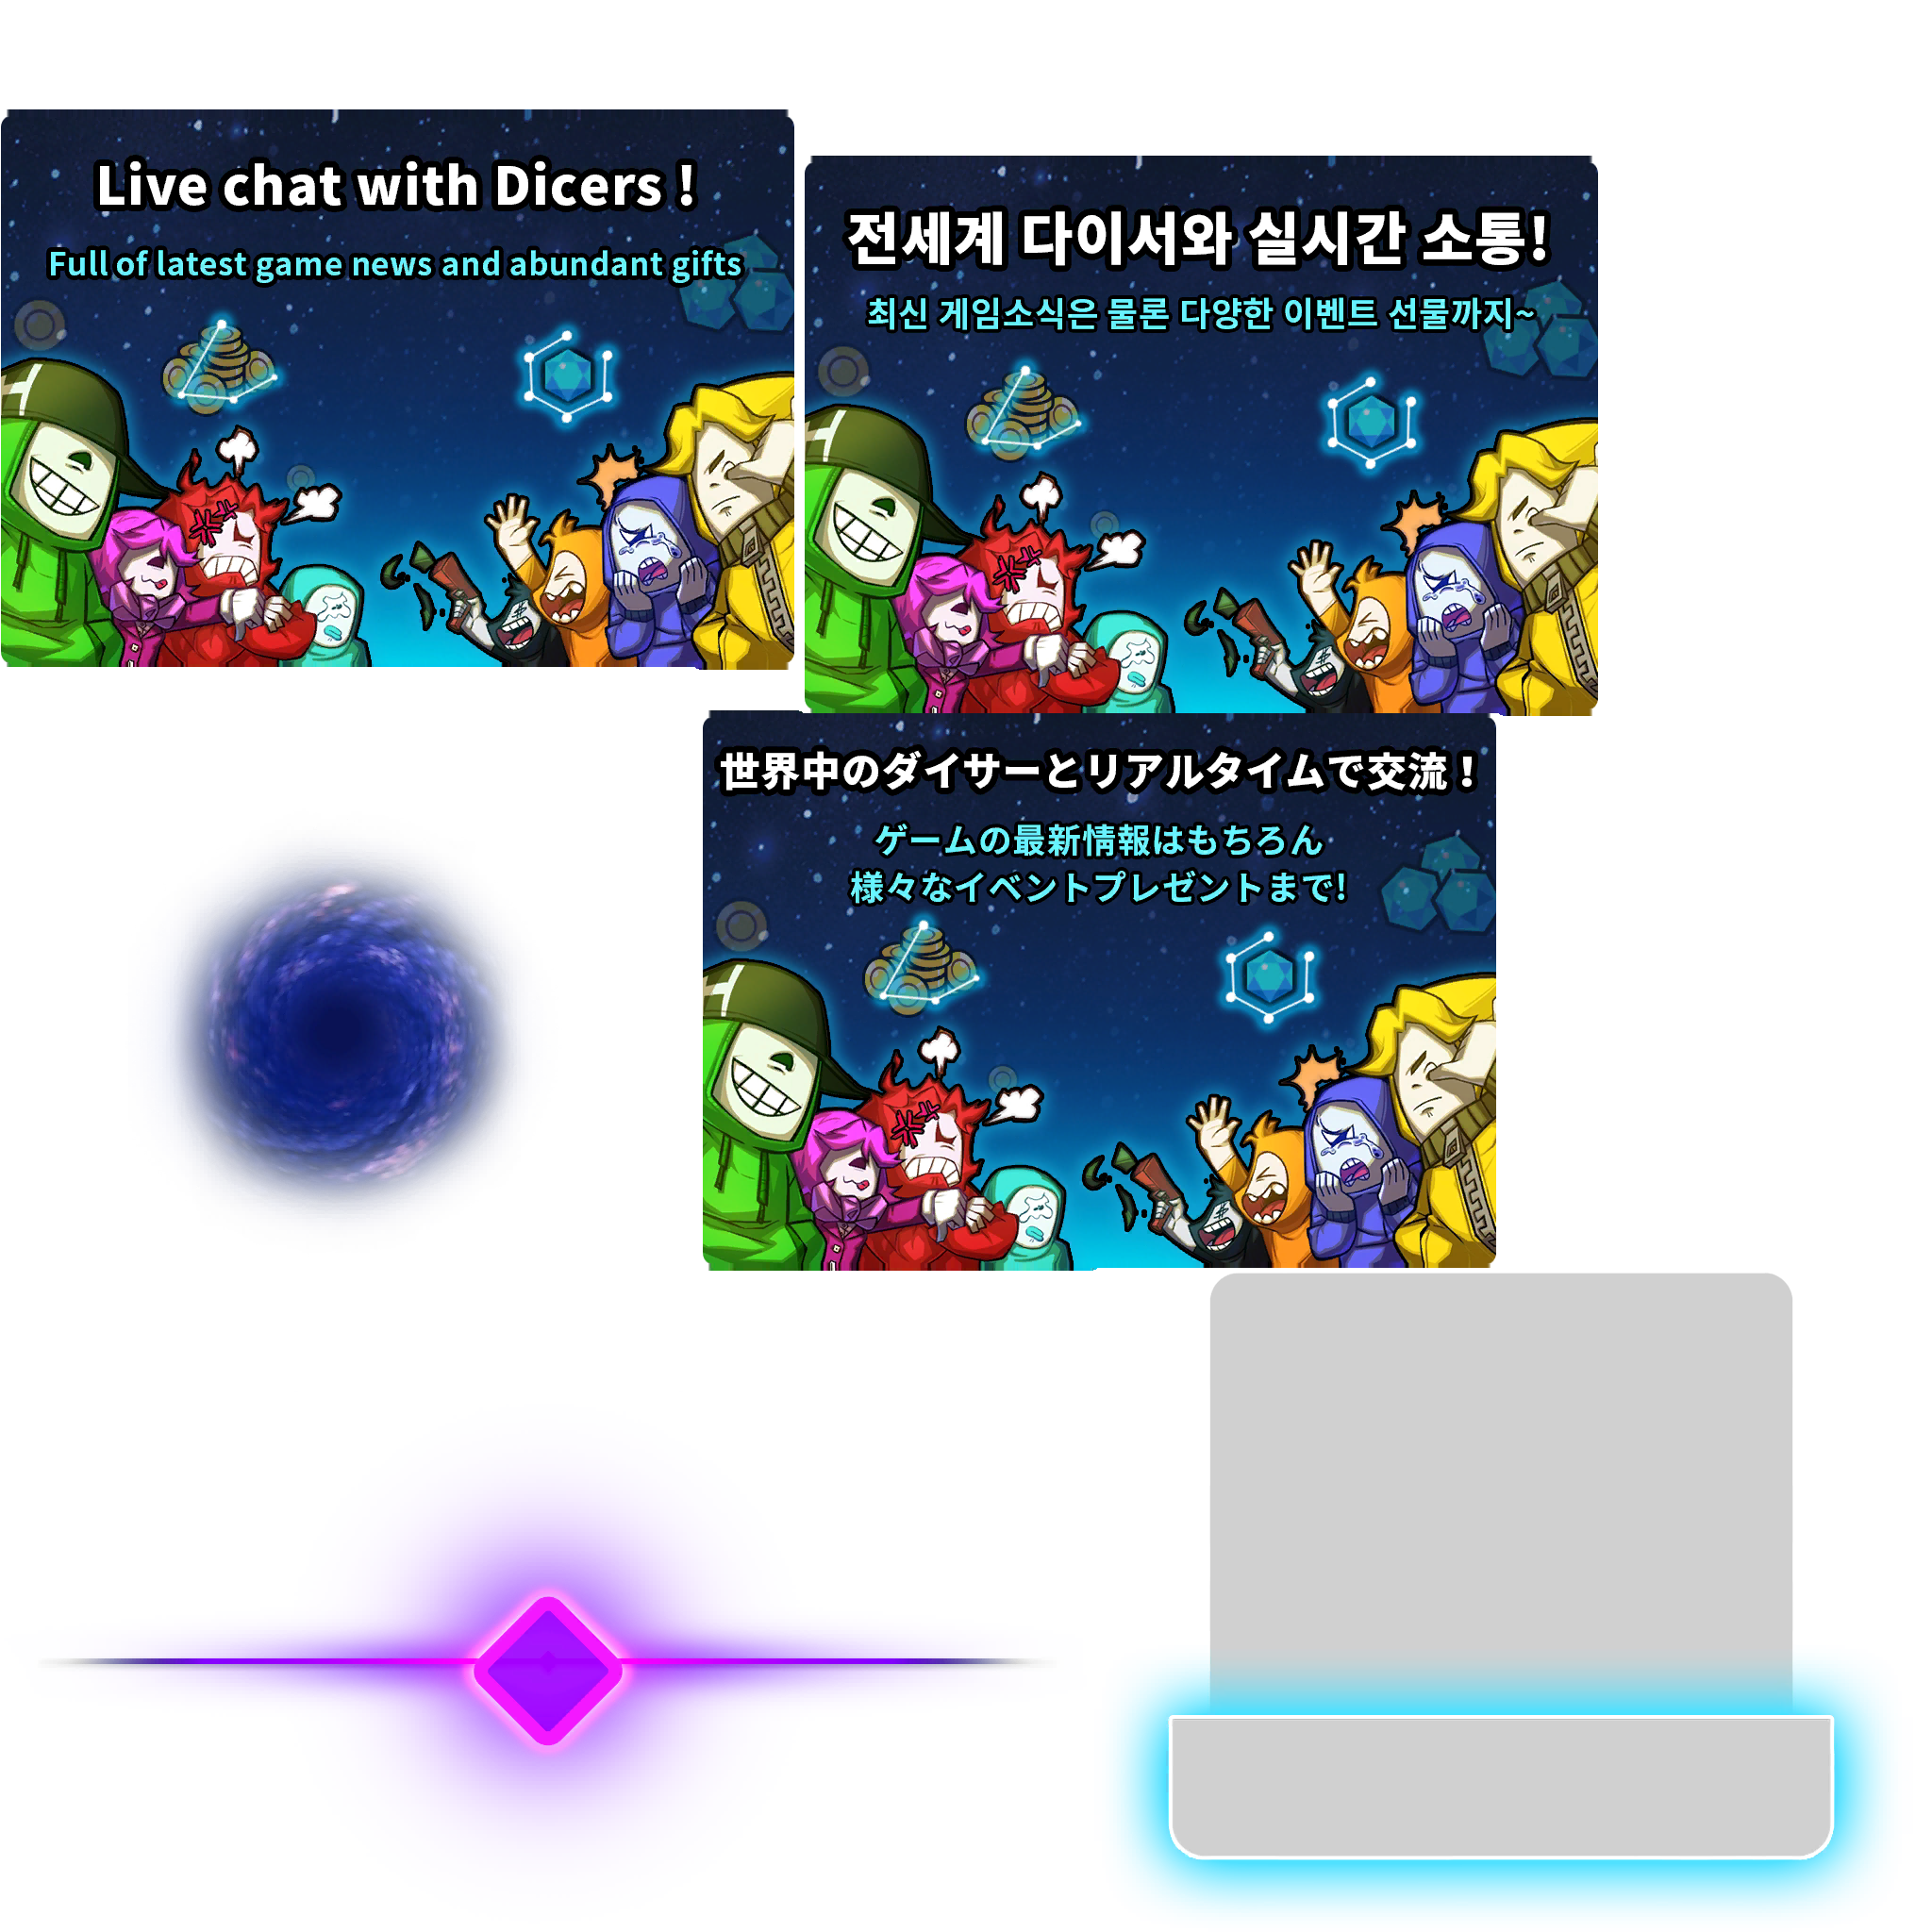 Live chat with Dicers !
Full of latest game news and abundant gifts
전세계 다이서와 실시간 소통!
최신 게임소식은 물론 다양한 이벤트 선물까지~
世界中のダイサーとリアルタイムで交流！
ゲームの最新情報はもちろん
様々なイベントプレゼントまで!